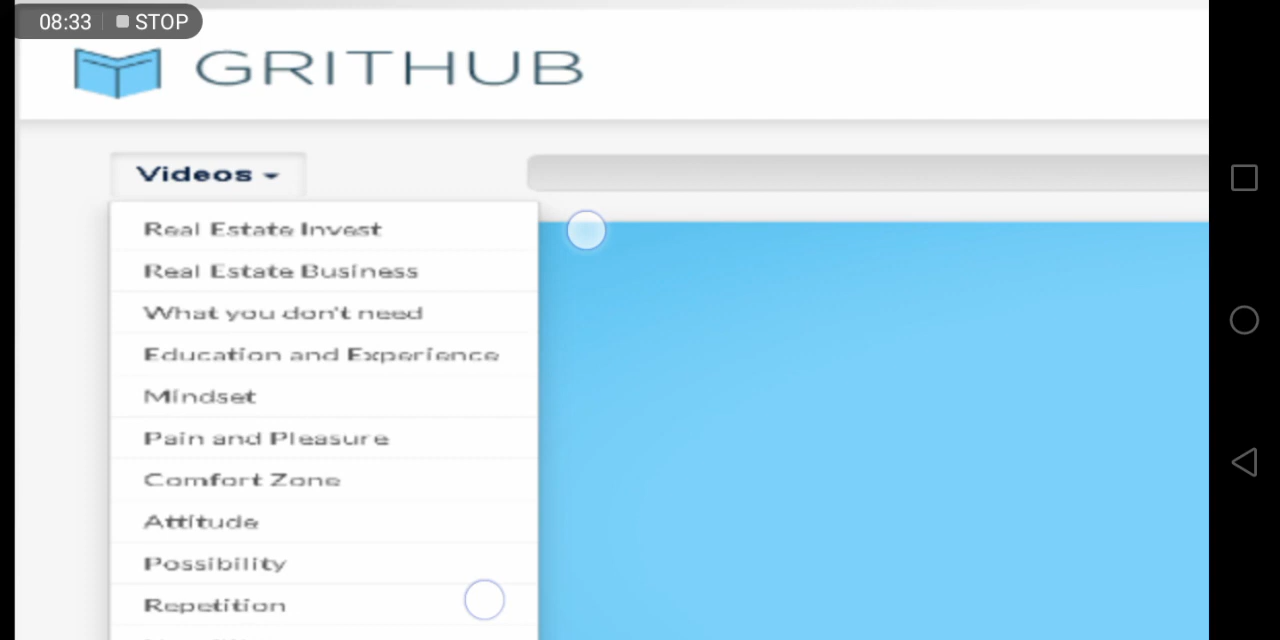 08:33 STOP
GRITHUB
Videos
Real Estate Invest
Real Estate Business
What you don't need
Education and Experience
Mindset
Pain and Pleasure
Comfort Zone
Attitude
Possibility
Repetition